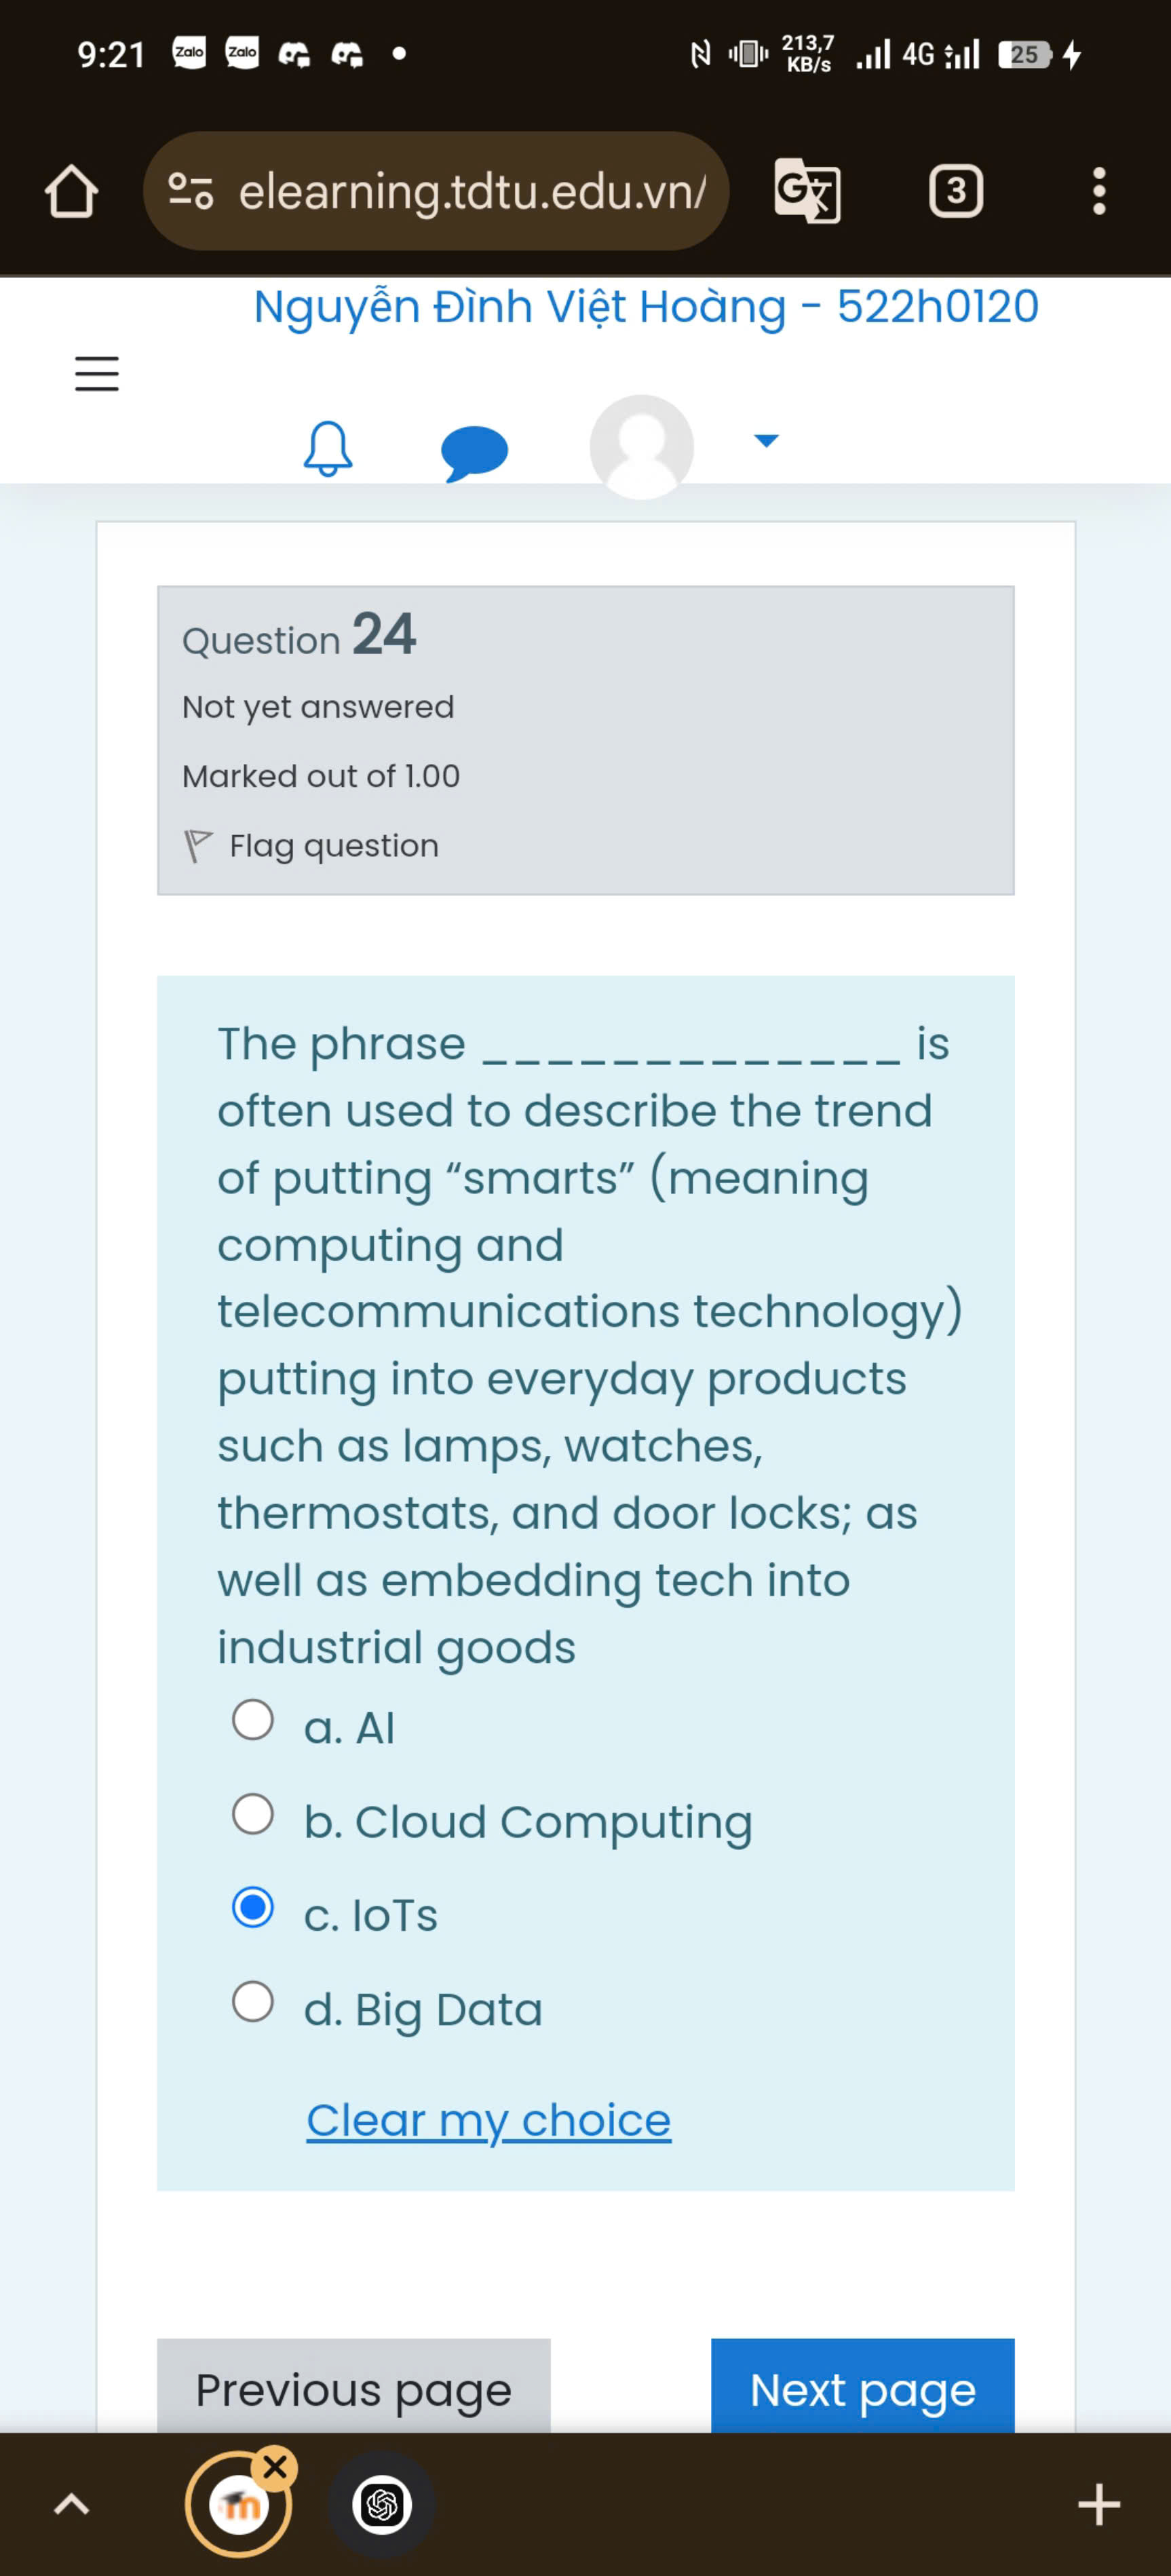 9:21
Zalo
Zalo
213,7
KB/s
4G
25
elearning.tdtu.edu.vn/
3
Nguyễn Đình Việt Hoàng - 522h0120
Question 24
Not yet answered
Marked out of 1.00
Flag question
The phrase _____________ is
often used to describe the trend
of putting “smarts” (meaning
computing and
telecommunications technology)
putting into everyday products
such as lamps, watches,
thermostats, and door locks; as
well as embedding tech into
industrial goods
a. AI
b. Cloud Computing
c. IoTs
d. Big Data
Clear my choice
Previous page
Next page